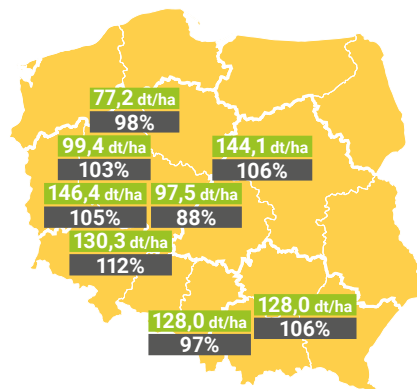 77,2 dt/ha
98%
99,4 dt/ha
103%
144,1 dt/ha
106%
146,4 dt/ha
105%
97,5 dt/ha
88%
130,3 dt/ha
112%
128,0 dt/ha
106%
128,0 dt/ha
97%